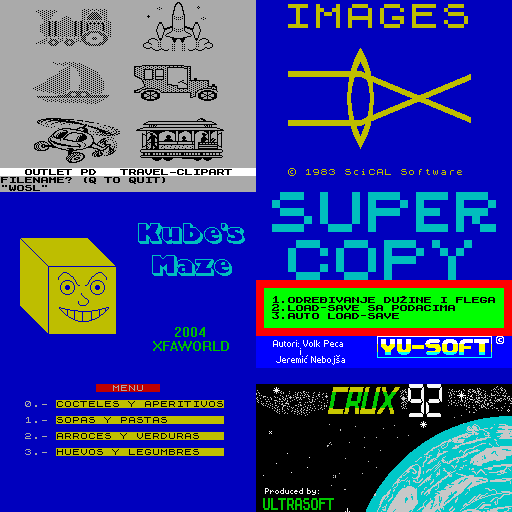 OUTLET PD TRAVEL-CLIPART
FILENAME? (Q TO QUIT)
"WOSL"
IMAGES
© 1983 SciCAL Software
SUPER
COPY
1.ODREĐIVANJE DUŽINE I FLEGA
2.LOAD-SAVE SA PODACIMA
3.AUTO LOAD-SAVE
Autori: Volk Peca
i
Jeremić Nebojša
YU-SOFT ©
Kube's
Maze
2004
XFAWORLD
MENU
0.- COCTELES Y APERITIVOS
1.- SOPAS Y PASTAS
2.- ARROCES Y VERDURAS
3.- HUEVOS Y LEGUMBRES
CRUX 92
Produced by:
ULTRASOFT